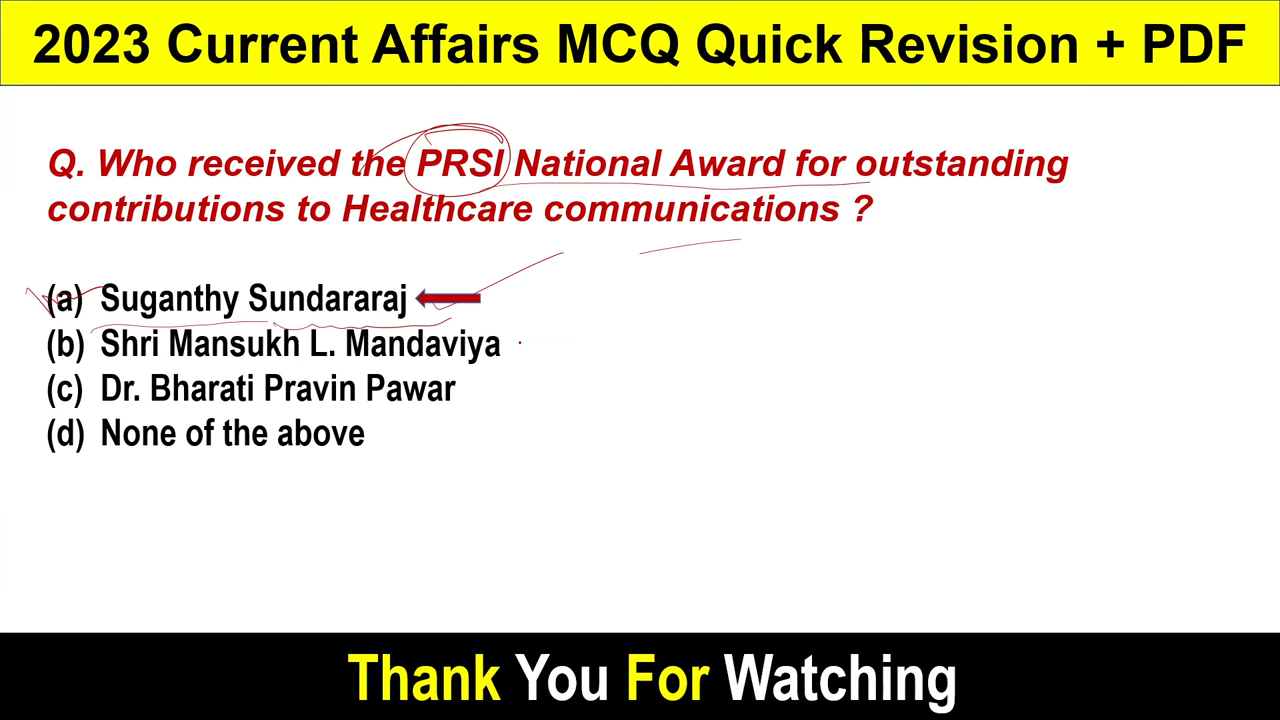 2023 Current Affairs MCQ Quick Revision + PDF
Q. Who received the PRSI National Award for outstanding
contributions to Healthcare communications ?
(a) Suganthy Sundararaj
(b) Shri Mansukh L. Mandaviya
(c) Dr. Bharati Pravin Pawar
(d) None of the above
Thank You For Watching